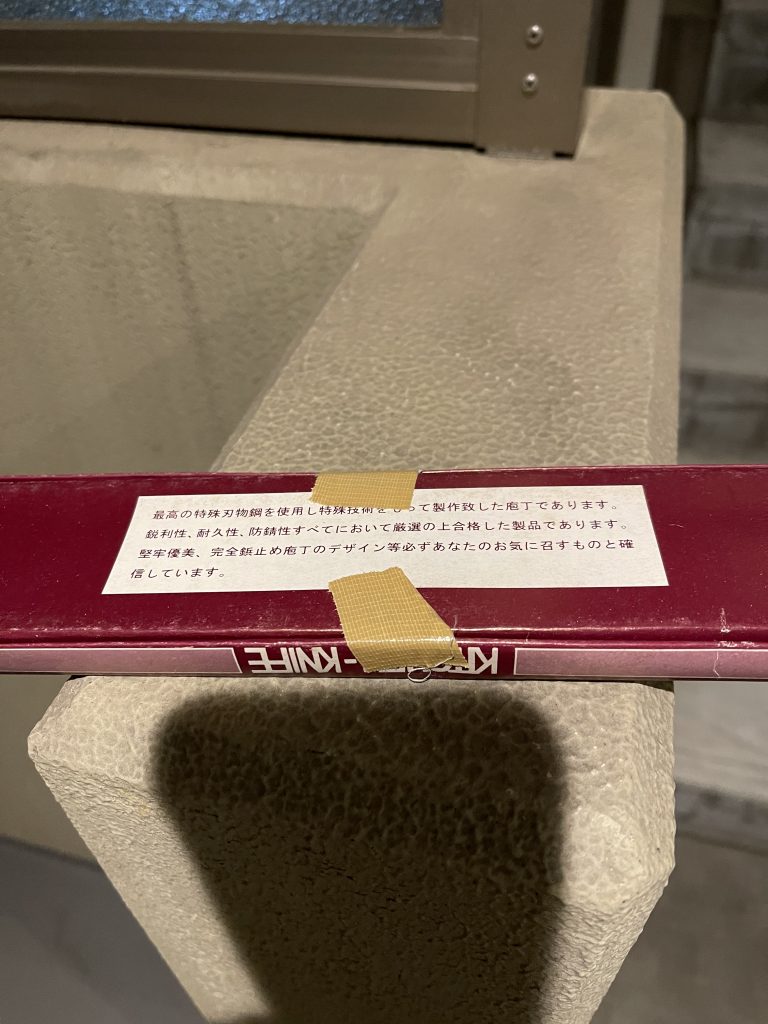 最高の特殊刃物鋼を使用し特殊技術をもって製作致した庖丁であります。
鋭利性、耐久性、防錆性すべてにおいて厳選の上合格した製品であります。
堅牢優美、完全鋲止め庖丁のデザイン等必ずあなたのお気に召すものと確
信しています。
KNIFE